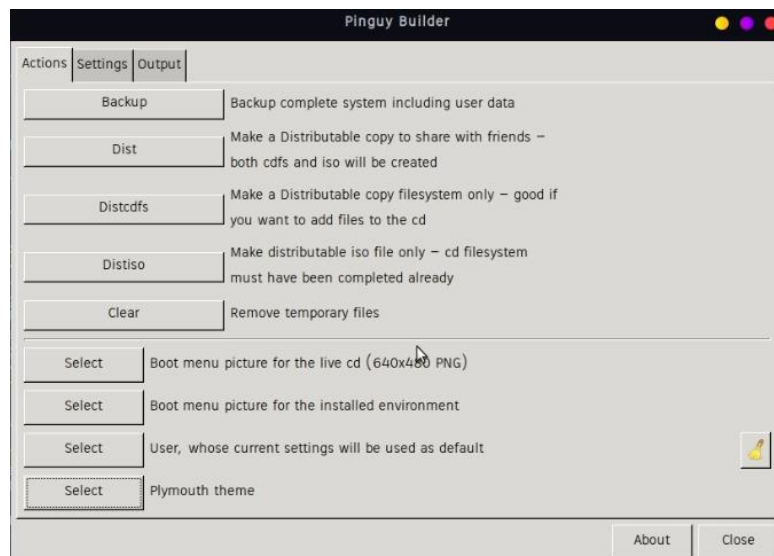 Pinguy Builder
Actions Settings Output
Backup Backup complete system including user data
Dist Make a Distributable copy to share with friends –
both cdfs and iso will be created
Distcdfs Make a Distributable copy filesystem only – good if
you want to add files to the cd
Distiso Make distributable iso file only – cd filesystem
must have been completed already
Clear Remove temporary files
Select Boot menu picture for the live cd (640x480 PNG)
Select Boot menu picture for the installed environment
Select User, whose current settings will be used as default
Select Plymouth theme
About Close